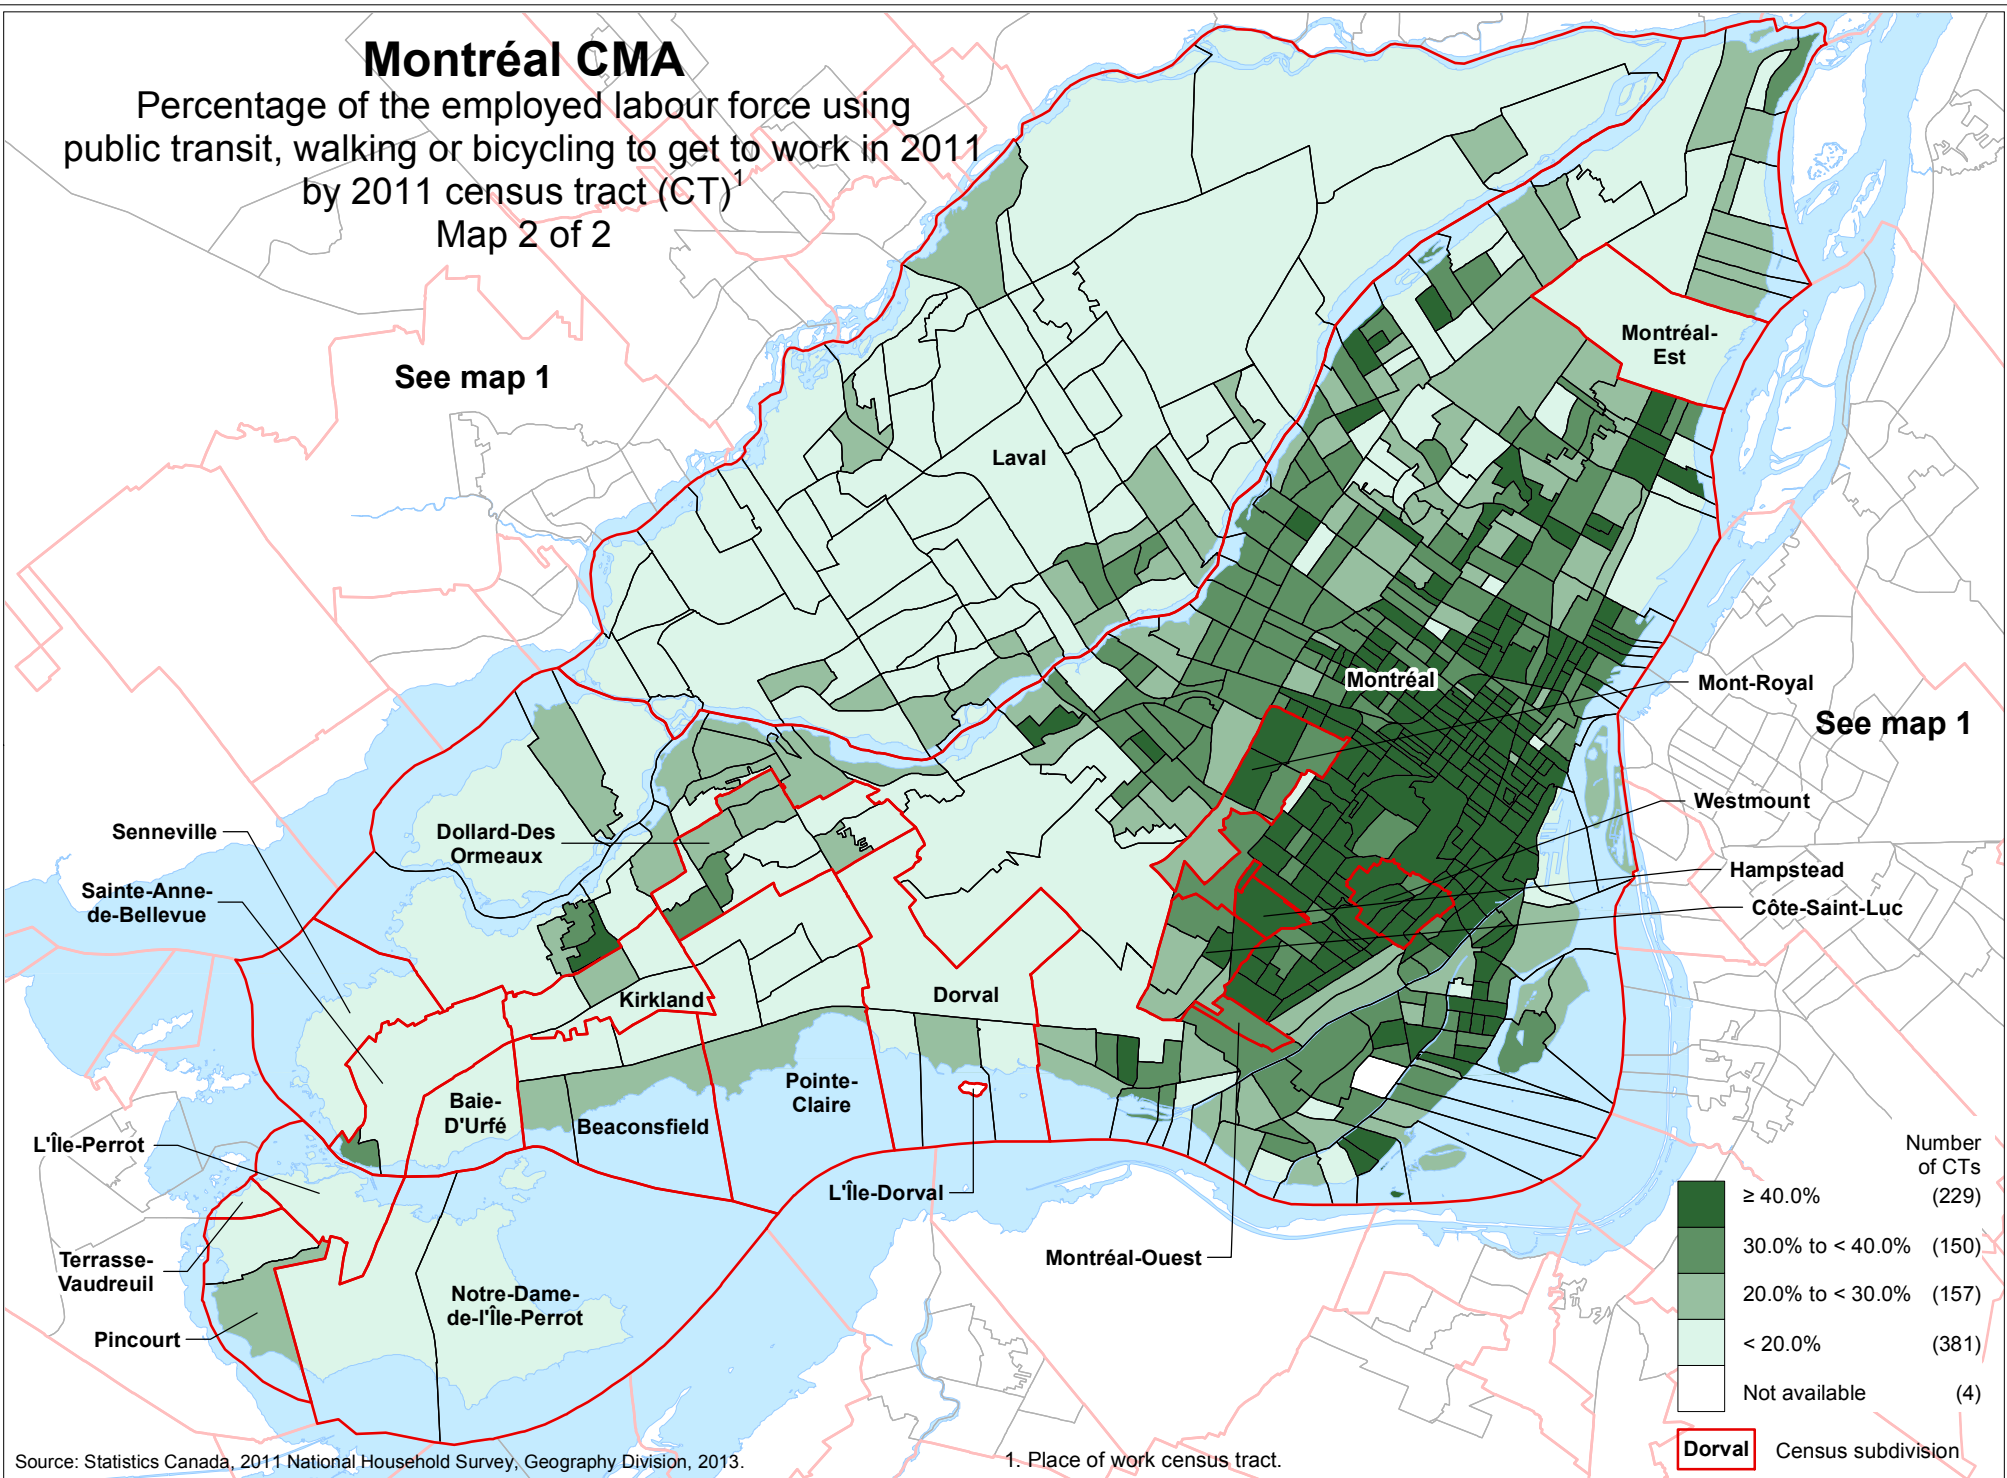 Montréal CMA
Percentage of the employed labour force using
public transit, walking or bicycling to get to work in 2011
by 2011 census tract (CT)1
Map 2 of 2
See map 1
Montréal-
Est
Laval
Montréal
Mont-Royal
See map 1
Westmount
Hampstead
Côte-Saint-Luc
Senneville
Dollard-Des
Ormeaux
Sainte-Anne-
de-Bellevue
Kirkland
Dorval
Baie-
D'Urfé
Beaconsfield
Pointe-
Claire
L'Île-Perrot
L'Île-Dorval
Terrasse-
Vaudreuil
Montréal-Ouest
Notre-Dame-
de-l'Île-Perrot
Pincourt
Number
of CTs
≥ 40.0% (229)
30.0% to < 40.0% (150)
20.0% to < 30.0% (157)
< 20.0% (381)
Not available (4)
Dorval Census subdivision
Source: Statistics Canada, 2011 National Household Survey, Geography Division, 2013.
1. Place of work census tract.